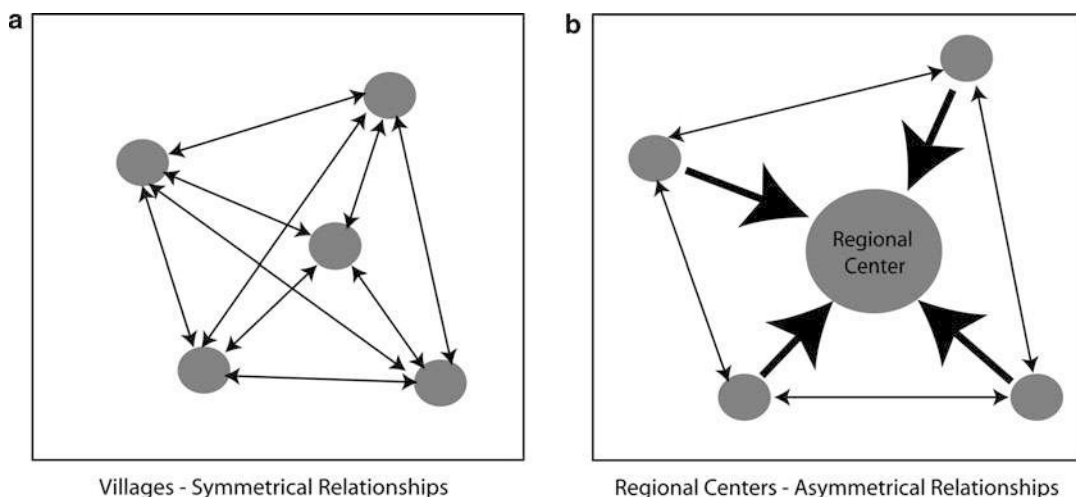 a
b
Regional
Center
Villages - Symmetrical Relationships
Regional Centers - Asymmetrical Relationships